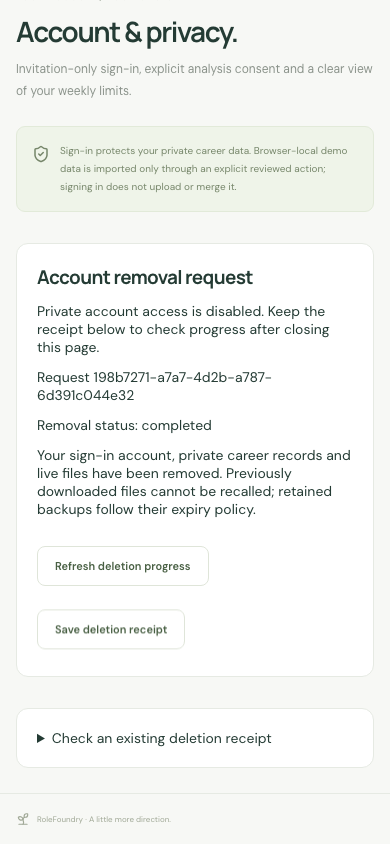 Account & privacy.
Invitation-only sign-in, explicit analysis consent and a clear view
of your weekly limits.
Sign-in protects your private career data. Browser-local demo
data is imported only through an explicit reviewed action;
signing in does not upload or merge it.
Account removal request
Private account access is disabled. Keep the
receipt below to check progress after closing
this page.
Request 198b7271-a7a7-4d2b-a787-
6d391c044e32
Removal status: completed
Your sign-in account, private career records and
live files have been removed. Previously
downloaded files cannot be recalled; retained
backups follow their expiry policy.
Refresh deletion progress
Save deletion receipt
Check an existing deletion receipt
RoleFoundry · A little more direction.